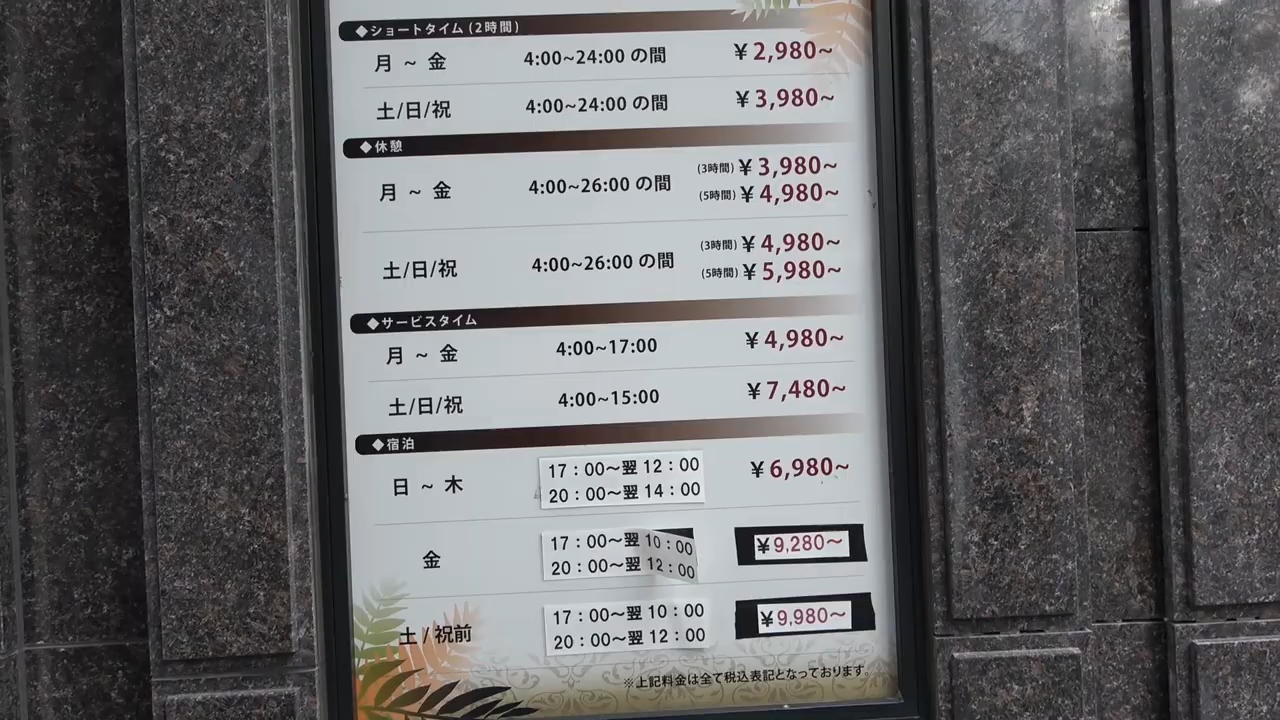 ◆ショートタイム (2時間)
月 ~ 金 4:00~24:00 の間 ¥2,980~
土/日/祝 4:00~24:00 の間 ¥3,980~
◆休憩
月 ~ 金 4:00~26:00 の間 (3時間) ¥3,980~
(5時間) ¥4,980~
土/日/祝 4:00~26:00 の間 (3時間) ¥4,980~
(5時間) ¥5,980~
◆サービスタイム
月 ~ 金 4:00~17:00 ¥4,980~
土/日/祝 4:00~15:00 ¥7,480~
◆宿泊
日 ~ 木 17：00～翌 12：00 ¥6,980~
20：00～翌 14：00
金 17：00～翌 10：00 ¥9,280～
20：00～翌 12：00
土/祝前 17：00～翌 10：00 ¥9,980～
20：00～翌 12：00
※上記料金は全て税込表記となっております。